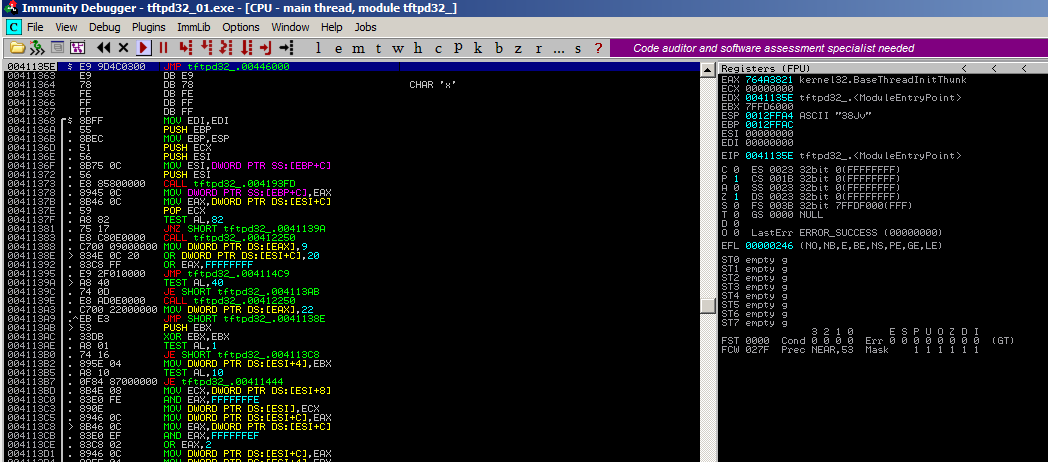 Immunity Debugger - tftpd32_01.exe - [CPU - main thread, module tftpd32_]
C File View Debug Plugins ImmLib Options Window Help Jobs
l e m t w h c p k b z r ... s ? Code auditor and software assessment specialist needed
0041135E $ E9 9D4C0300 JMP tftpd32_.00446000
00411363 E9 DB E9
00411364 78 DB 78 CHAR 'x'
00411365 FE DB FE
00411366 FF DB FF
00411367 FF DB FF
00411368 $ 8BFF MOV EDI,EDI
0041136A . 55 PUSH EBP
0041136B . 8BEC MOV EBP,ESP
0041136D . 51 PUSH ECX
0041136E . 56 PUSH ESI
0041136F . 8B75 0C MOV ESI,DWORD PTR SS:[EBP+C]
00411372 . 56 PUSH ESI
00411373 . E8 85800000 CALL tftpd32_.004193FD
00411378 . 8945 0C MOV DWORD PTR SS:[EBP+C],EAX
0041137B . 8B46 0C MOV EAX,DWORD PTR DS:[ESI+C]
0041137E . 59 POP ECX
0041137F . A8 82 TEST AL,82
00411381 . 75 17 JNZ SHORT tftpd32_.0041139A
00411383 . E8 C80E0000 CALL tftpd32_.00412250
00411388 . C700 09000000 MOV DWORD PTR DS:[EAX],9
0041138E > 834E 0C 20 OR DWORD PTR DS:[ESI+C],20
00411392 . 83C8 FF OR EAX,FFFFFFFF
00411395 . E9 2F010000 JMP tftpd32_.004114C9
0041139A > A8 40 TEST AL,40
0041139C . 74 0D JE SHORT tftpd32_.004113AB
0041139E . E8 AD0E0000 CALL tftpd32_.00412250
004113A3 . C700 22000000 MOV DWORD PTR DS:[EAX],22
004113A9 .^EB E3 JMP SHORT tftpd32_.0041138E
004113AB > 53 PUSH EBX
004113AC . 33DB XOR EBX,EBX
004113AE . A8 01 TEST AL,1
004113B0 . 74 16 JE SHORT tftpd32_.004113C8
004113B2 . 895E 04 MOV DWORD PTR DS:[ESI+4],EBX
004113B5 . A8 10 TEST AL,10
004113B7 . 0F84 87000000 JE tftpd32_.00411444
004113BD . 8B4E 08 MOV ECX,DWORD PTR DS:[ESI+8]
004113C0 . 83E0 FE AND EAX,FFFFFFFE
004113C3 . 890E MOV DWORD PTR DS:[ESI],ECX
004113C5 . 8946 0C MOV DWORD PTR DS:[ESI+C],EAX
004113C8 > 8B46 0C MOV EAX,DWORD PTR DS:[ESI+C]
004113CB . 83E0 EF AND EAX,FFFFFFEF
004113CE . 83C8 02 OR EAX,2
004113D1 . 8946 0C MOV DWORD PTR DS:[ESI+C],EAX
Registers (FPU) < < <
EAX 764A3821 kernel32.BaseThreadInitThunk
ECX 00000000
EDX 0041135E tftpd32_.<ModuleEntryPoint>
EBX 7FFD6000
ESP 0012FFA4 ASCII "38Jv"
EBP 0012FFAC
ESI 00000000
EDI 00000000
EIP 0041135E tftpd32_.<ModuleEntryPoint>
C 0 ES 0023 32bit 0(FFFFFFFF)
P 1 CS 001B 32bit 0(FFFFFFFF)
A 0 SS 0023 32bit 0(FFFFFFFF)
Z 1 DS 0023 32bit 0(FFFFFFFF)
S 0 FS 003B 32bit 7FFDF000(FFF)
T 0 GS 0000 NULL
D 0
O 0 LastErr ERROR_SUCCESS (00000000)
EFL 00000246 (NO,NB,E,BE,NS,PE,GE,LE)
ST0 empty g
ST1 empty g
ST2 empty g
ST3 empty g
ST4 empty g
ST5 empty g
ST6 empty g
ST7 empty g
3 2 1 0 E S P U O Z D I
FST 0000 Cond 0 0 0 0 Err 0 0 0 0 0 0 0 0 (GT)
FCW 027F Prec NEAR,53 Mask 1 1 1 1 1 1